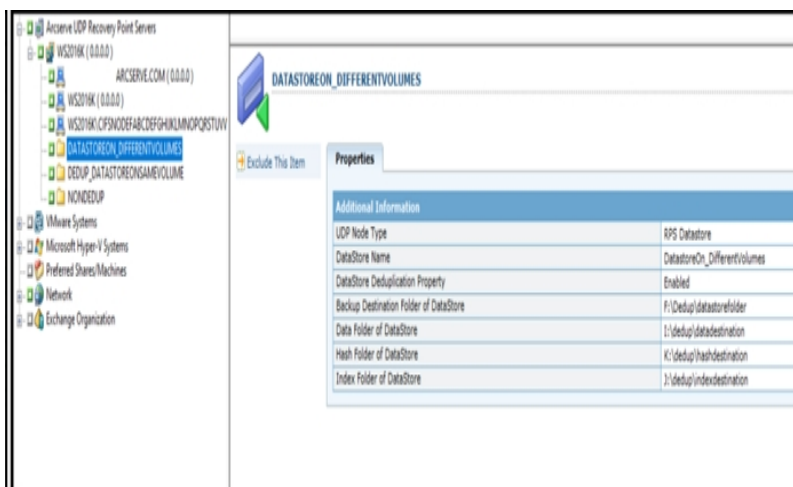 Arcserve UDP Recovery Point Servers
WS2016K ( 0.0.0.0 )
ARCSERVE.COM ( 0.0.0.0 )
WS2016K ( 0.0.0.0 )
WS2016K\CIFSNODEFABCDEFGHIJKLMNOPQRSTUVV
DATASTOREON_DIFFERENTVOLUMES
DEDUP_DATASTOREONSAMEVOLUME
NONDEDUP
VMware Systems
Microsoft Hyper-V Systems
Preferred Shares/Machines
Network
Exchange Organization
DATASTOREON_DIFFERENTVOLUMES
Exclude This Item
Properties
Additional Information
UDP Node Type RPS Datastore
DataStore Name DatastoreOn_DifferentVolumes
DataStore Deduplication Property Enabled
Backup Destination Folder of DataStore F:\Dedup\datastorefolder
Data Folder of DataStore I:\dedup\datadestination
Hash Folder of DataStore K:\dedup\hashdestination
Index Folder of DataStore J:\dedup\indexdestination